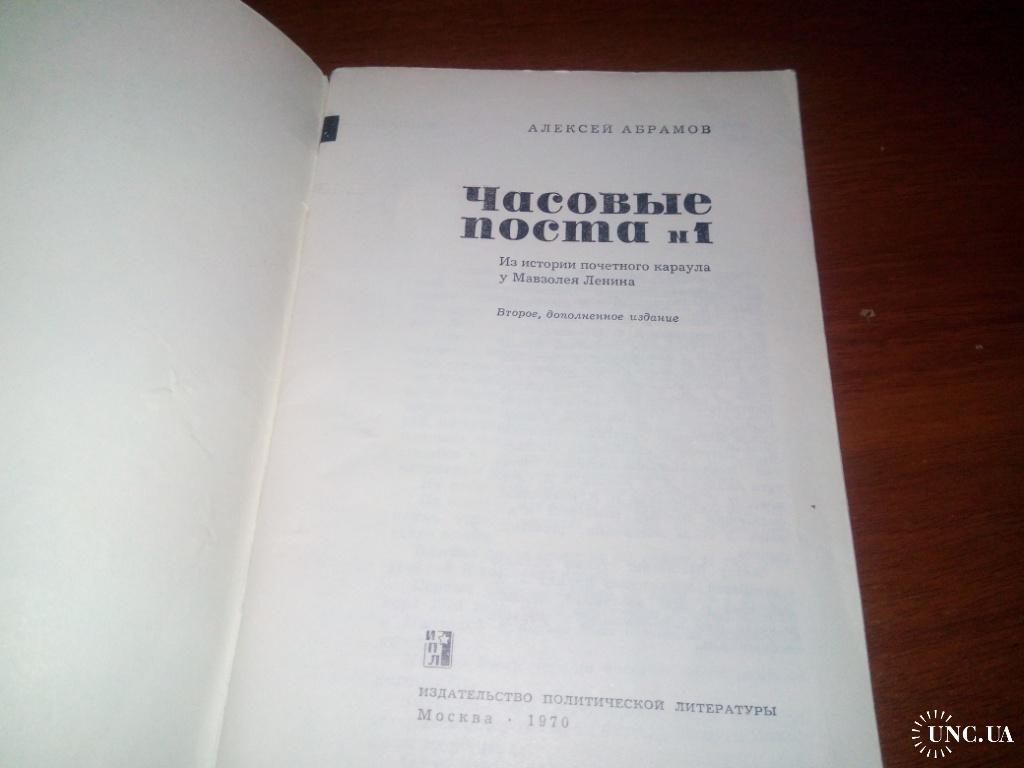 АЛЕКСЕЙ АБРАМОВ
Часовые
поста №1
Из истории почетного караула
у Мавзолея Ленина
Второе, дополненное издание
ИПЛ
ИЗДАТЕЛЬСТВО ПОЛИТИЧЕСКОЙ ЛИТЕРАТУРЫ
Москва · 1970
UNC.UA